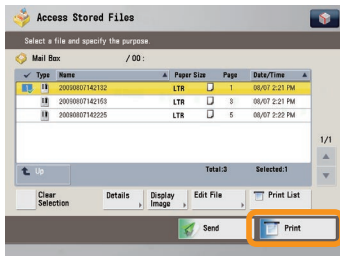 Access Stored Files
Select a file and specify the purpose.
Mail Box / 00 :
Type Name Paper Size Page Date/Time
20090807142132 LTR 1 08/07 2:21 PM
20090807142153 LTR 3 08/07 2:21 PM
20090807142225 LTR 5 08/07 2:22 PM
1/1
Up Total:3 Selected:1
Clear Selection Details Display Image Edit File Print List
Send Print